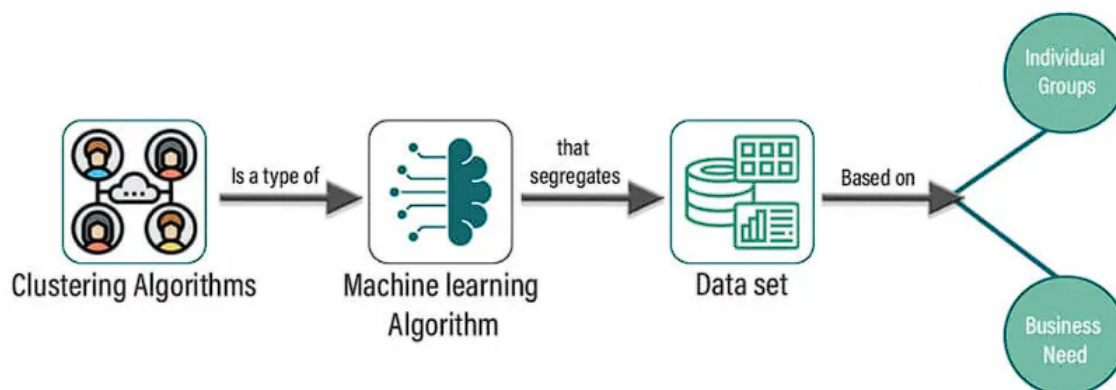 Clustering Algorithms
Is a type of
Machine learning
Algorithm
that
segregates
Data set
Based on
Individual
Groups
Business
Need